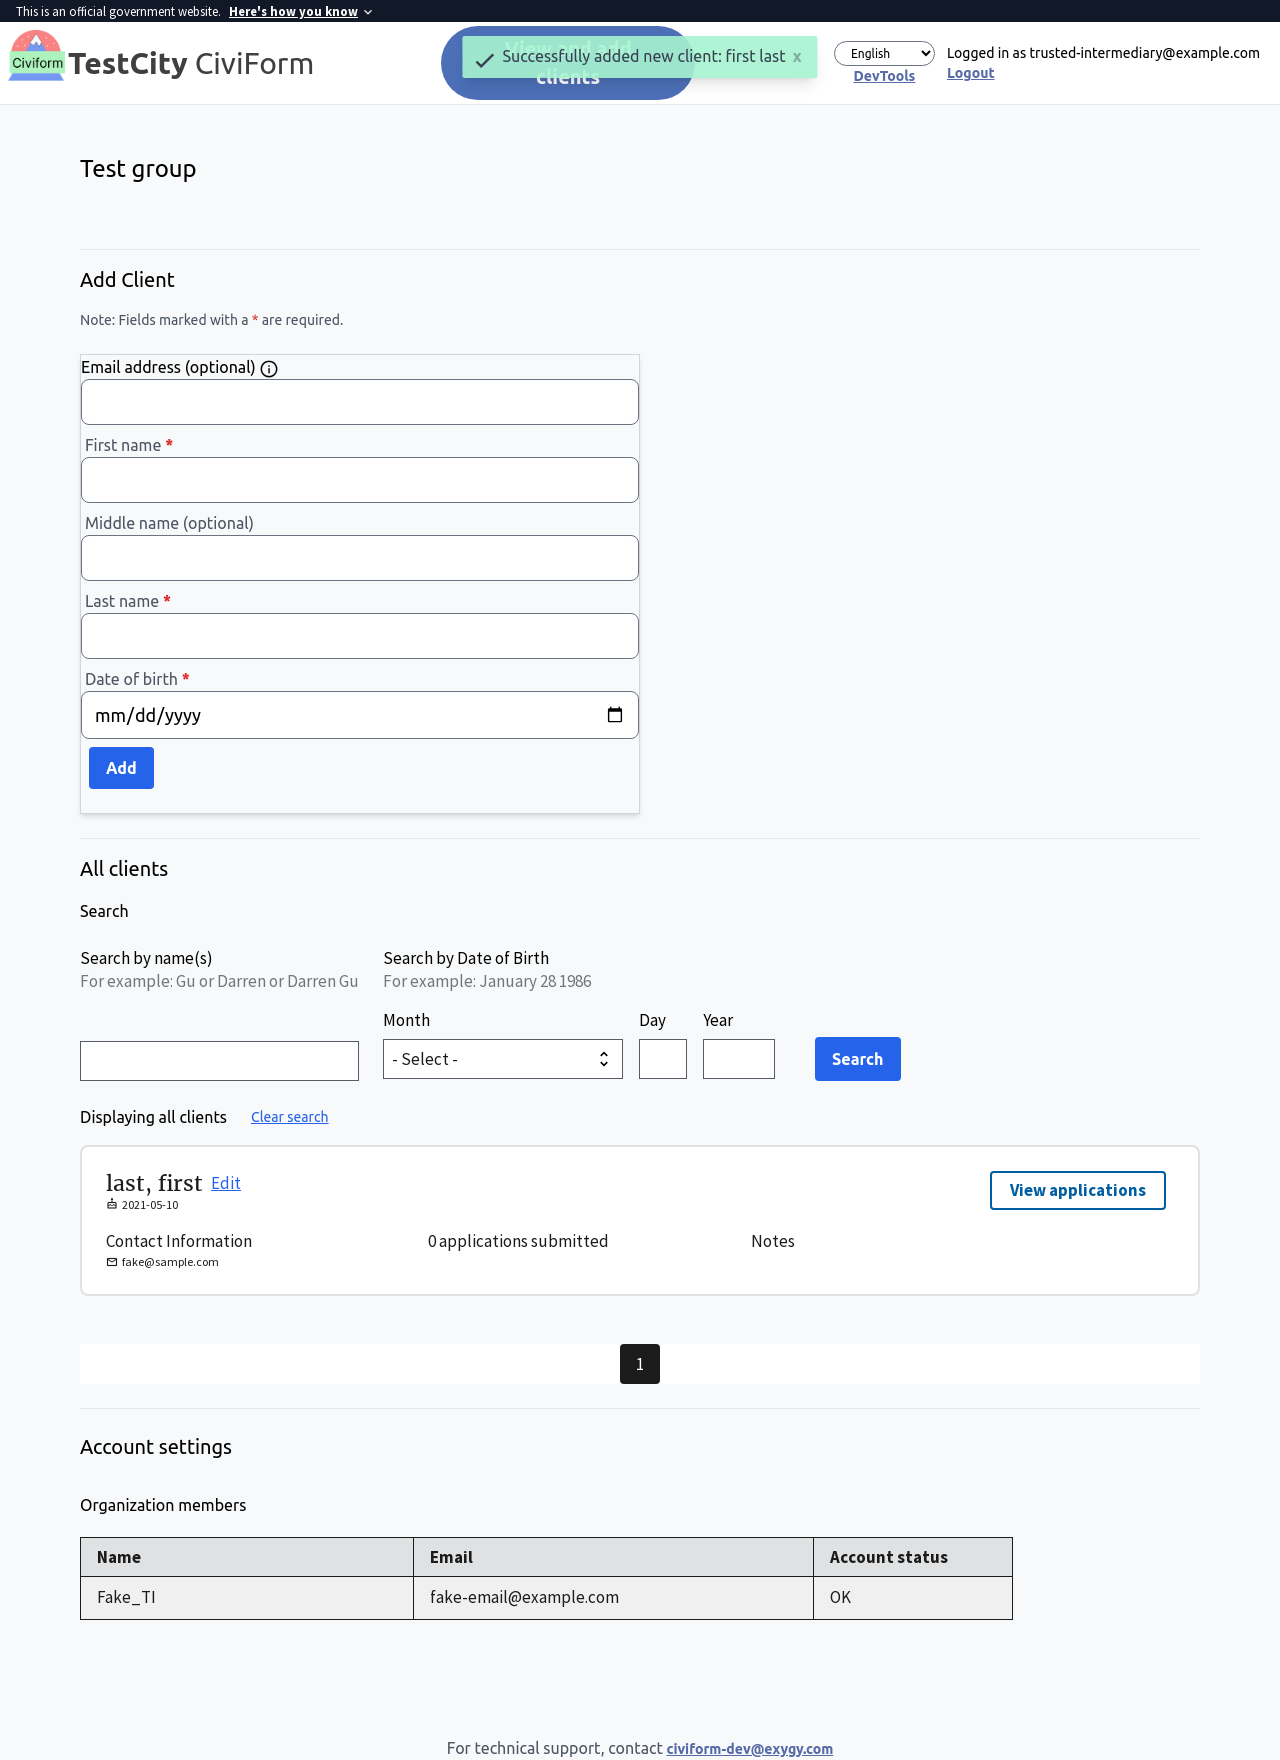 This is an official government website. Here's how you know
Civiform TestCity CiviForm
View and add
clients
Successfully added new client: first last x
English
DevTools
Logged in as trusted-intermediary@example.com
Logout
Test group
Add Client
Note: Fields marked with a * are required.
Email address (optional)
First name *
Middle name (optional)
Last name *
Date of birth *
mm/dd/yyyy
Add
All clients
Search
Search by name(s)
For example: Gu or Darren or Darren Gu
Search by Date of Birth
For example: January 28 1986
Month Day Year
- Select -
Search
Displaying all clients Clear search
last, first Edit
2021-05-10
View applications
Contact Information 0 applications submitted Notes
fake@sample.com
1
Account settings
Organization members
Name Email Account status
Fake_TI fake-email@example.com OK
For technical support, contact civiform-dev@exygy.com